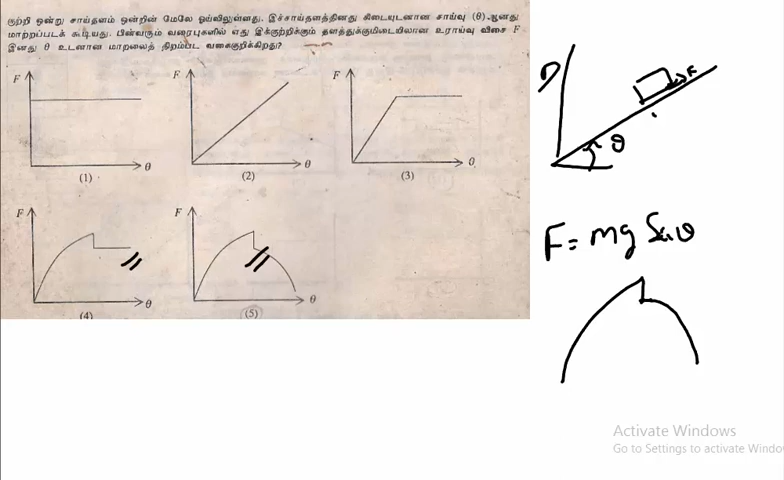 குற்றி ஒன்று சாய்தளம் ஒன்றின் மேலே ஓய்விலுள்ளது. இச்சாய்தளத்தினது கிடையுடனான சாய்வு (θ) ஆனது
மாற்றப்படக் கூடியது. பின்வரும் வரைபுகளில் எது இக்குற்றிக்கும் தளத்துக்குமிடையிலான உராய்வு விசை F
இனது θ உடனான மாறலைத் திறம்பட வகைகுறிக்கிறது?
F
θ
(1)
F
θ
(2)
F
θ
(3)
F
θ
(4)
F
θ
(5)
F
θ
F = mg Sinθ
Activate Windows
Go to Settings to activate Windo